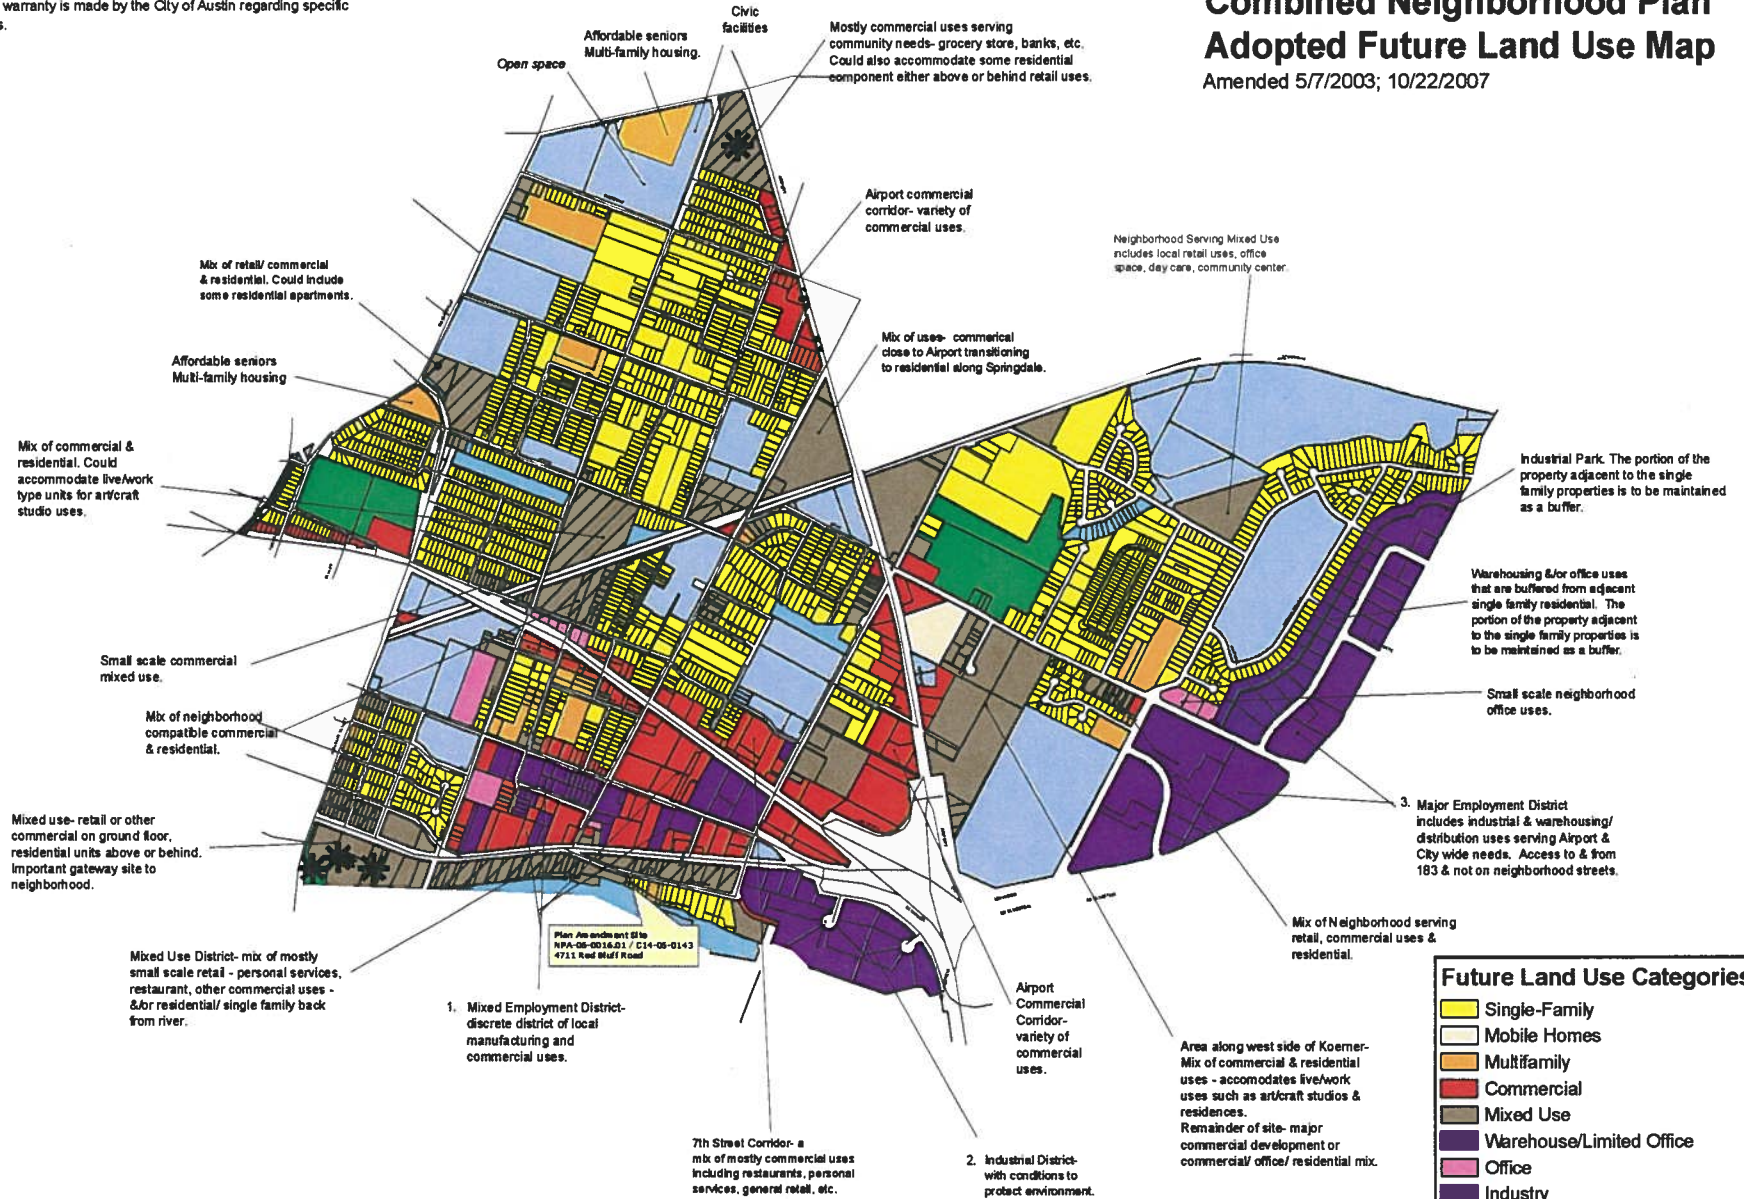 warranty is made by the City of Austin regarding specific
s.
Combined Neighborhood Plan
Adopted Future Land Use Map
Amended 5/7/2003; 10/22/2007
Civic
facilities
Affordable seniors
Multi-family housing.
Open space
Mostly commercial uses serving
community needs- grocery store, banks, etc.
Could also accommodate some residential
component either above or behind retail uses.
Airport commercial
corridor- variety of
commercial uses.
Neighborhood Serving Mixed Use
includes local retail uses, office
space, day care, community center.
Mix of retail/ commercial
& residential. Could include
some residential apartments.
Mix of uses- commerical
close to Airport transitioning
to residential along Springdale.
Affordable seniors
Multi-family housing
Mix of commercial &
residential. Could
accommodate live/work
type units for art/craft
studio uses.
Industrial Park. The portion of the
property adjacent to the single
family properties is to be maintained
as a buffer.
Warehousing &/or office uses
that are buffered from adjacent
single family residential. The
portion of the property adjacent
to the single family properties is
to be maintained as a buffer.
Small scale commercial
mixed use.
Small scale neighborhood
office uses.
Mix of neighborhood
compatible commercial
& residential.
Mixed use- retail or other
commercial on ground floor,
residential units above or behind.
Important gateway site to
neighborhood.
3. Major Employment District
includes industrial & warehousing/
distribution uses serving Airport &
City wide needs. Access to & from
183 & not on neighborhood streets.
Mix of Neighborhood serving
retail, commercial uses &
residential.
Plan Amendment Site
NPA-05-0016.01 / C14-05-0143
4711 Red Bluff Road
Mixed Use District- mix of mostly
small scale retail - personal services,
restaurant, other commercial uses -
&/or residential/ single family back
from river.
1. Mixed Employment District-
discrete district of local
manufacturing and
commercial uses.
Airport
Commercial
Corridor-
variety of
commercial
uses.
Area along west side of Koerner-
Mix of commercial & residential
uses - accomodates live/work
uses such as art/craft studios &
residences.
Remainder of site- major
commercial development or
commercial/ office/ residential mix.
7th Street Corridor- a
mix of mostly commercial uses
including restaurants, personal
services, general retail, etc.
2. Industrial District-
with conditions to
protect environment.
Future Land Use Categories
Single-Family
Mobile Homes
Multifamily
Commercial
Mixed Use
Warehouse/Limited Office
Office
Industry